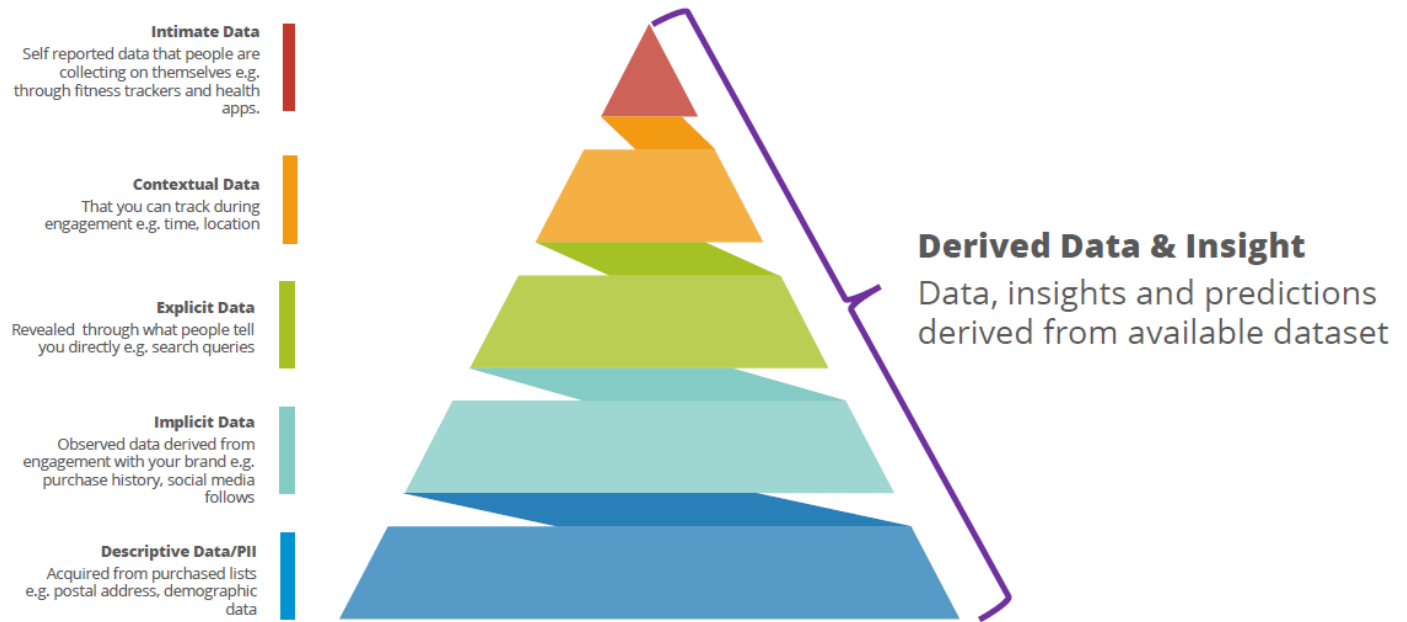 Intimate Data
Self reported data that people are
collecting on themselves e.g.
through fitness trackers and health
apps.
Contextual Data
That you can track during
engagement e.g. time, location
Explicit Data
Revealed through what people tell
you directly e.g. search queries
Implicit Data
Observed data derived from
engagement with your brand e.g.
purchase history, social media
follows
Descriptive Data/PII
Acquired from purchased lists
e.g. postal address, demographic
data
Derived Data & Insight
Data, insights and predictions
derived from available dataset